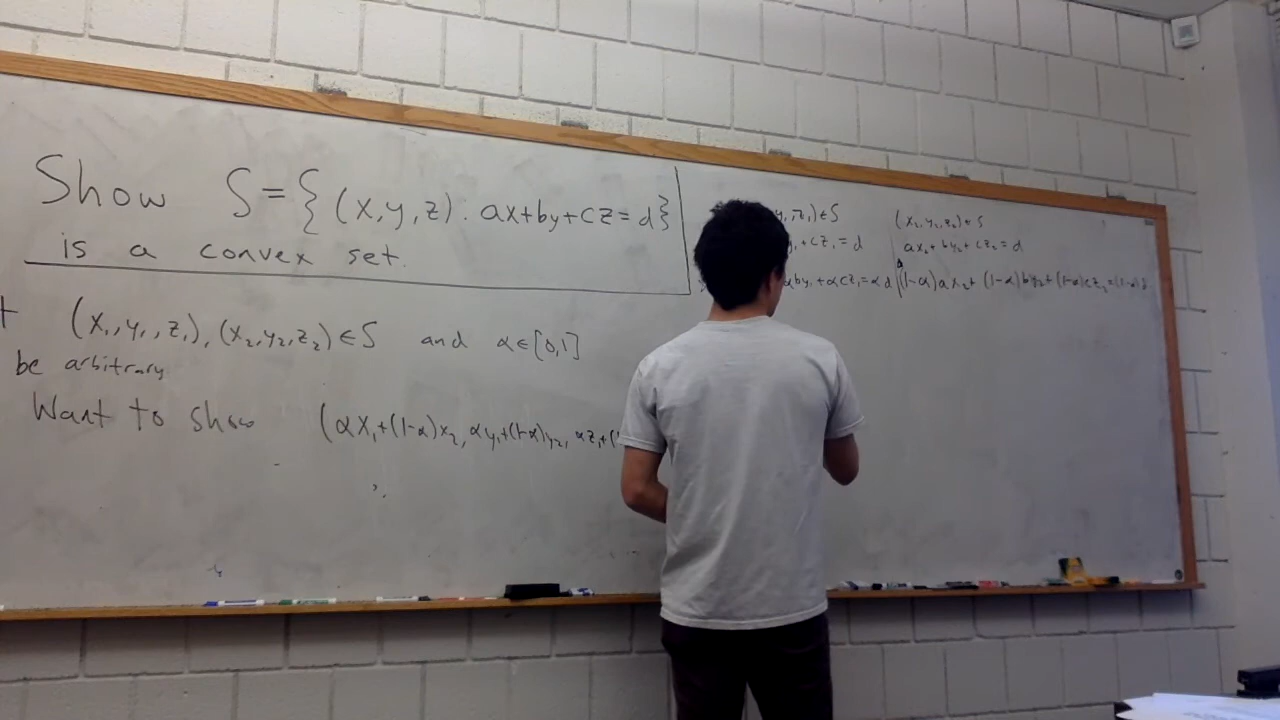 Show S = { (x,y,z) . ax+by+cz = d }
is a convex set.
(x₁,y₁,z₁), (x₂,y₂,z₂) ∈ S and α ∈ [0,1]
be arbitrary
Want to show (αx₁+(1-α)x₂, αy₁+(1-α)y₂, αz₁+(
z₁) ∈ S
+cz₁ = d
αby₁ + αcz₁ = αd
(x₂,y₂,z₂) ∈ S
ax₂ + by₂ + cz₂ = d
(1-α)ax₂ + (1-α)by₂ + (1-α)cz₂ = (1-α)d